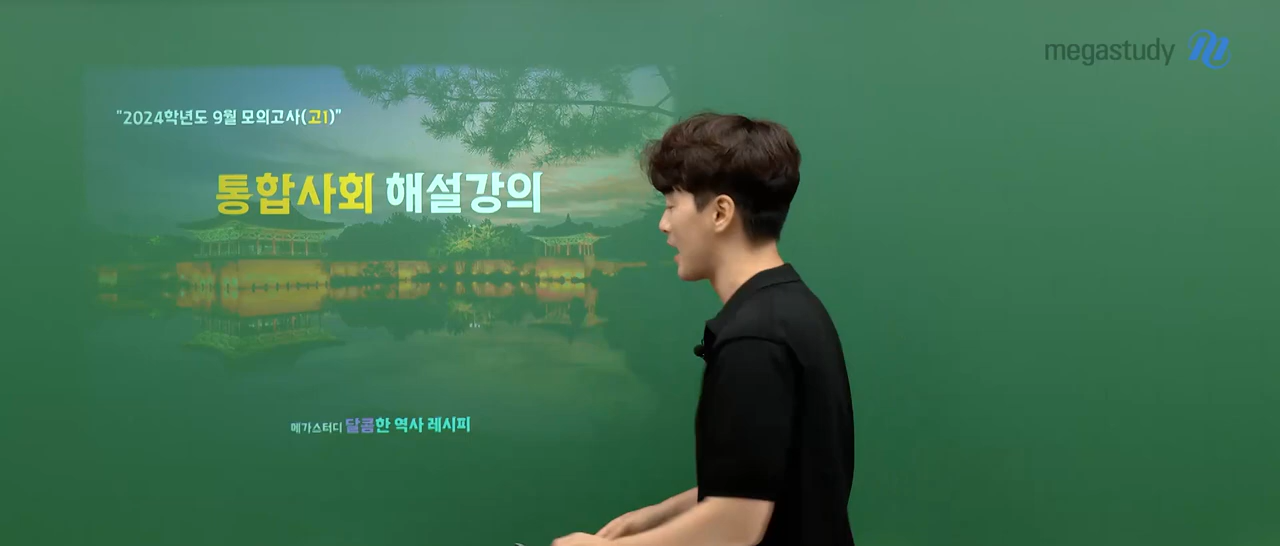 megastudy
"2024학년도 9월 모의고사(고1)"
통합사회 해설강의
메가스터디 달콤한 역사 레시피